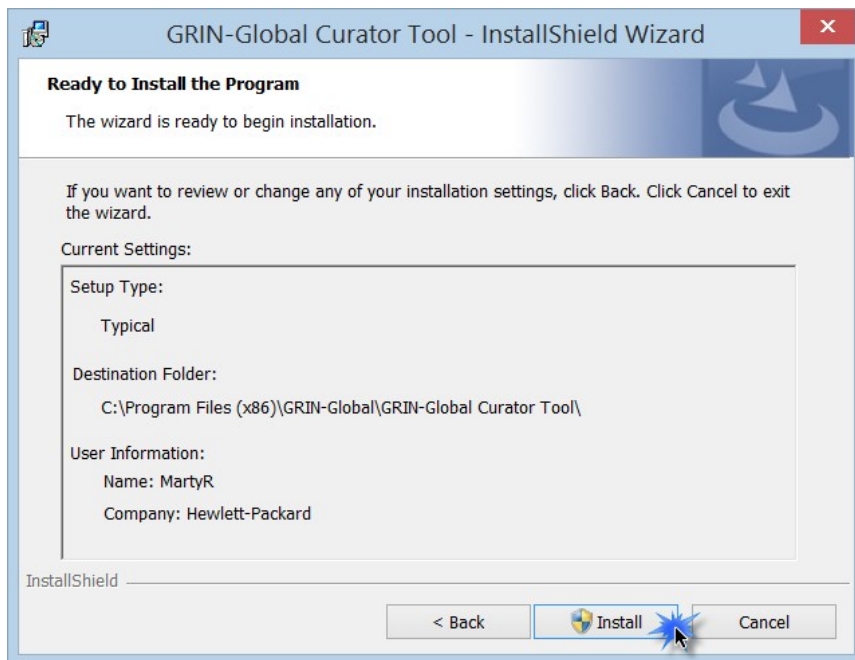 GRIN-Global Curator Tool - InstallShield Wizard
Ready to Install the Program
The wizard is ready to begin installation.
If you want to review or change any of your installation settings, click Back. Click Cancel to exit
the wizard.
Current Settings:
Setup Type:
Typical
Destination Folder:
C:\Program Files (x86)\GRIN-Global\GRIN-Global Curator Tool\
User Information:
Name: MartyR
Company: Hewlett-Packard
InstallShield
< Back Install Cancel